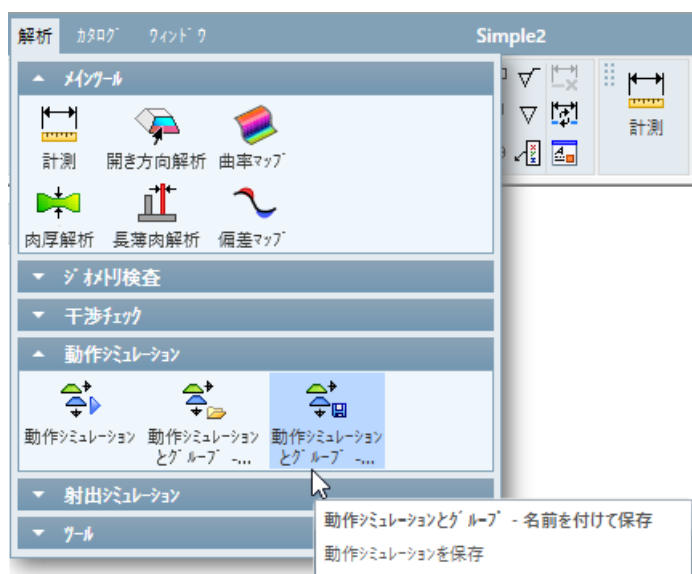 解析 ｶﾀﾛｸﾞ ｳｨﾝﾄﾞｳ Simple2
ﾒｲﾝﾂｰﾙ
計測 開き方向解析 曲率ﾏｯﾌﾟ
計測
肉厚解析 長薄肉解析 偏差ﾏｯﾌﾟ
ｼﾞｵﾒﾄﾘ検査
干渉ﾁｪｯｸ
動作ｼﾐｭﾚｰｼｮﾝ
動作ｼﾐｭﾚｰｼｮﾝ 動作ｼﾐｭﾚｰｼｮﾝ 動作ｼﾐｭﾚｰｼｮﾝ
とｸﾞﾙｰﾌﾟ -... とｸﾞﾙｰﾌﾟ -...
射出ｼﾐｭﾚｰｼｮﾝ
ﾂｰﾙ
動作ｼﾐｭﾚｰｼｮﾝとｸﾞﾙｰﾌﾟ - 名前を付けて保存
動作ｼﾐｭﾚｰｼｮﾝを保存